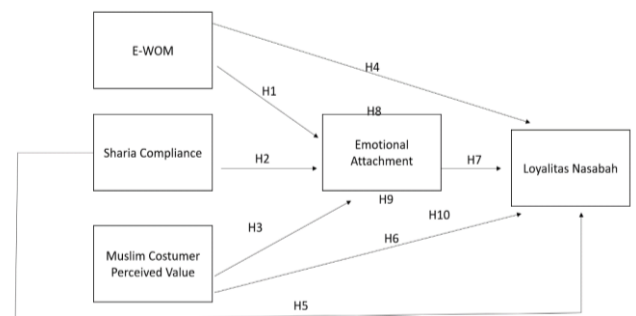 E-WOM
H4
H1
H8
Sharia Compliance
H2
Emotional
Attachment
H7
Loyalitas Nasabah
H9
H3
H10
H6
Muslim Costumer
Perceived Value
H5